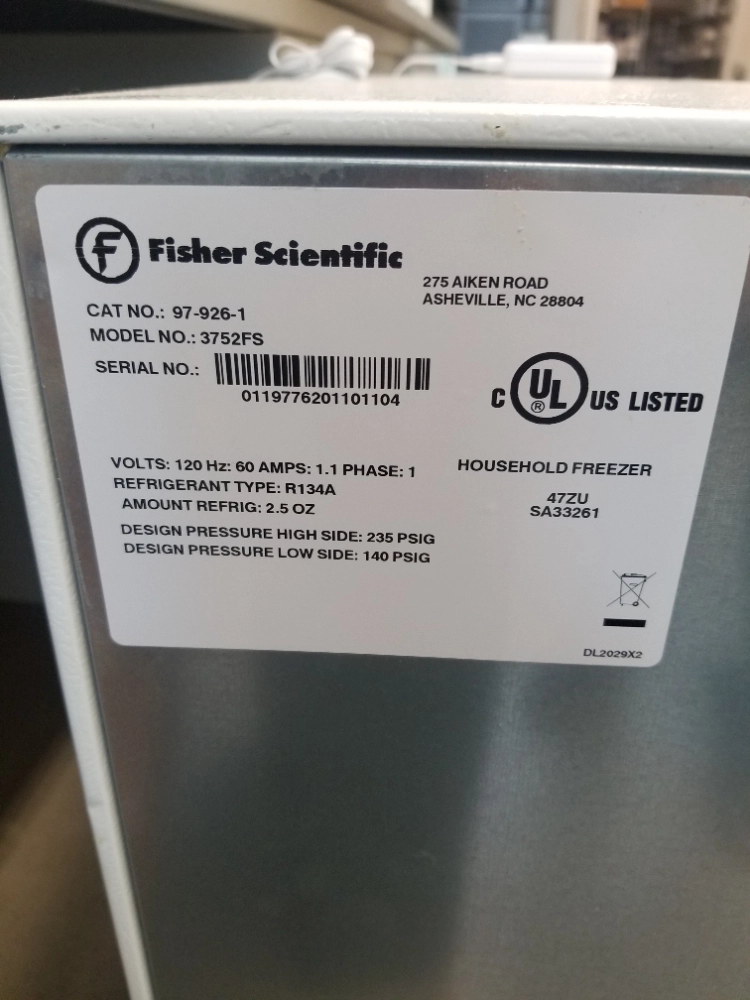 Fisher Scientific
275 AIKEN ROAD
ASHEVILLE, NC 28804
CAT NO.: 97-926-1
MODEL NO.: 3752FS
SERIAL NO.:
0119776201101104
C UL ® US LISTED
VOLTS: 120 Hz: 60 AMPS: 1.1 PHASE: 1
REFRIGERANT TYPE: R134A
AMOUNT REFRIG: 2.5 OZ
DESIGN PRESSURE HIGH SIDE: 235 PSIG
DESIGN PRESSURE LOW SIDE: 140 PSIG
HOUSEHOLD FREEZER
47ZU
SA33261
DL2029X2